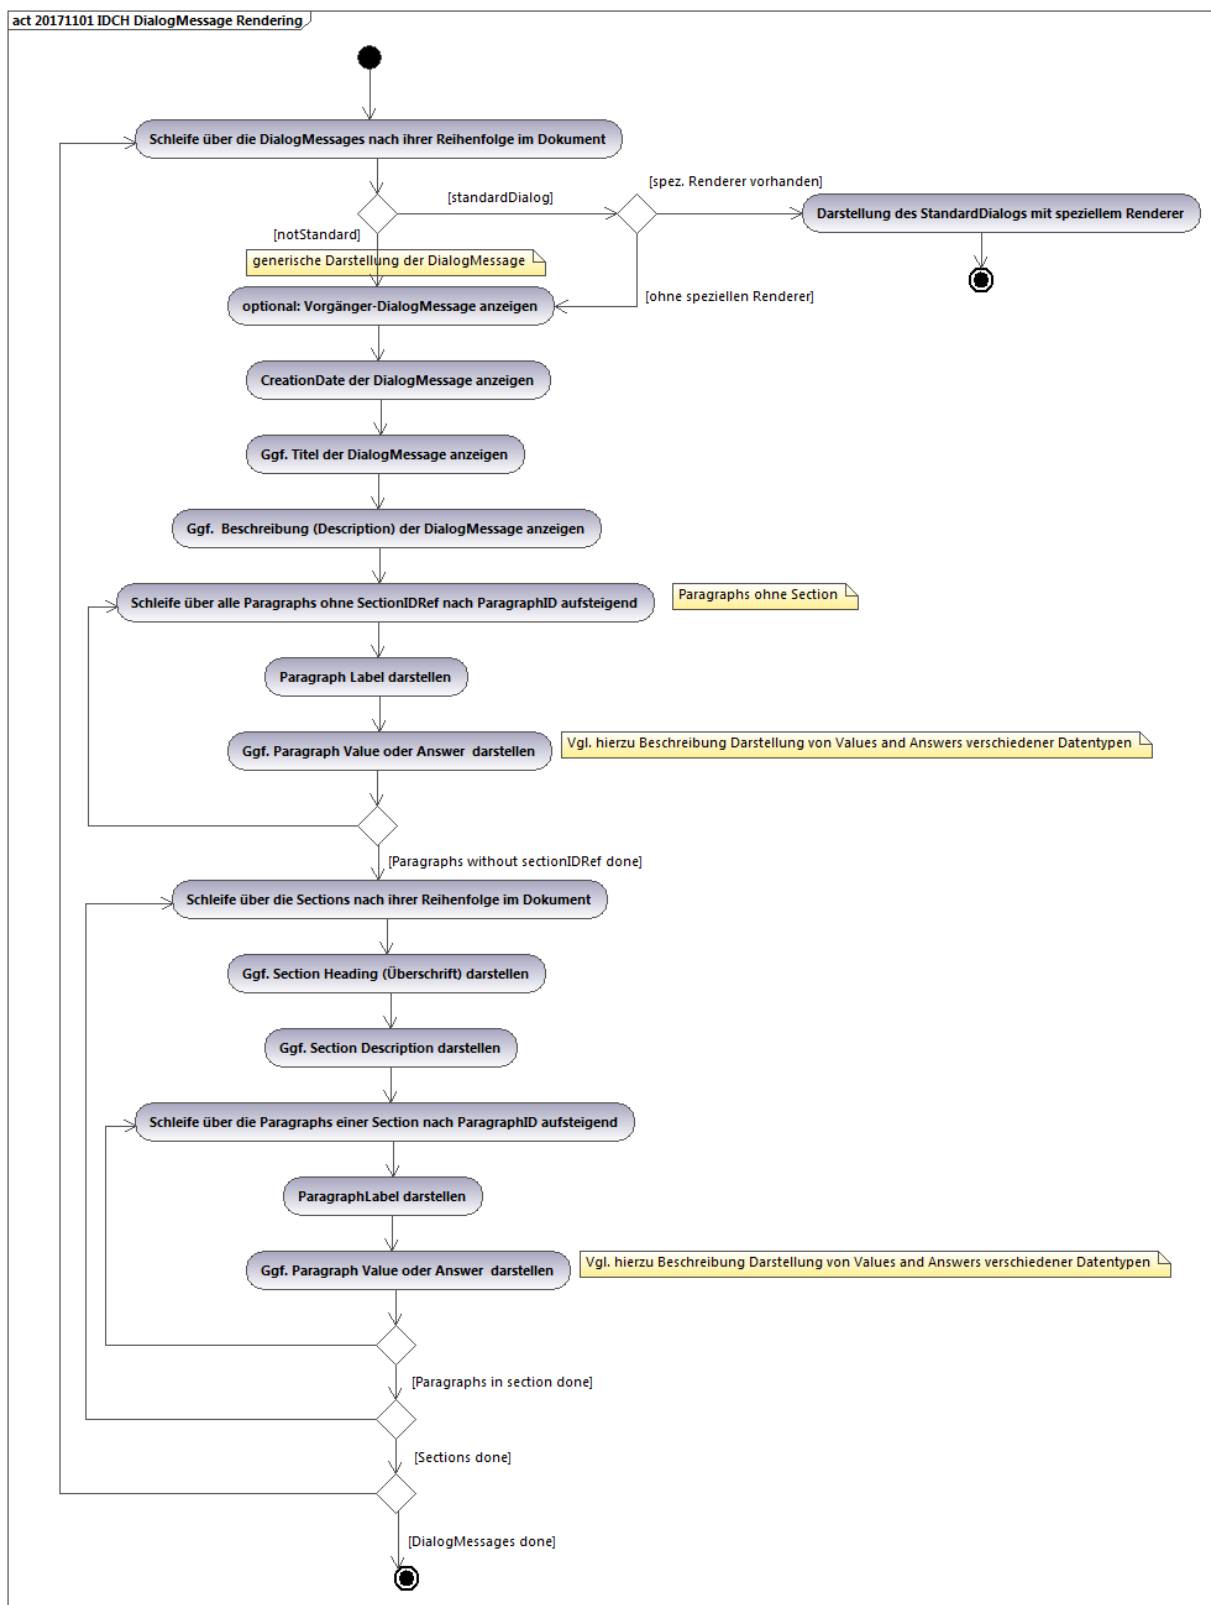 act 20171101 IDCH DialogMessage Rendering
Schleife über die DialogMessages nach ihrer Reihenfolge im Dokument
[spez. Renderer vorhanden]
[standardDialog]
Darstellung des StandardDialogs mit speziellem Renderer
[notStandard]
generische Darstellung der DialogMessage
[ohne speziellen Renderer]
optional: Vorgänger-DialogMessage anzeigen
CreationDate der DialogMessage anzeigen
Ggf. Titel der DialogMessage anzeigen
Ggf.  Beschreibung (Description) der DialogMessage anzeigen
Schleife über alle Paragraphs ohne SectionIDRef nach ParagraphID aufsteigend
Paragraphs ohne Section
Paragraph Label darstellen
Ggf. Paragraph Value oder Answer  darstellen
Vgl. hierzu Beschreibung Darstellung von Values and Answers verschiedener Datentypen
[Paragraphs without sectionIDRef done]
Schleife über die Sections nach ihrer Reihenfolge im Dokument
Ggf. Section Heading (Überschrift) darstellen
Ggf. Section Description darstellen
Schleife über die Paragraphs einer Section nach ParagraphID aufsteigend
ParagraphLabel darstellen
Ggf. Paragraph Value oder Answer  darstellen
Vgl. hierzu Beschreibung Darstellung von Values and Answers verschiedener Datentypen
[Paragraphs in section done]
[Sections done]
[DialogMessages done]